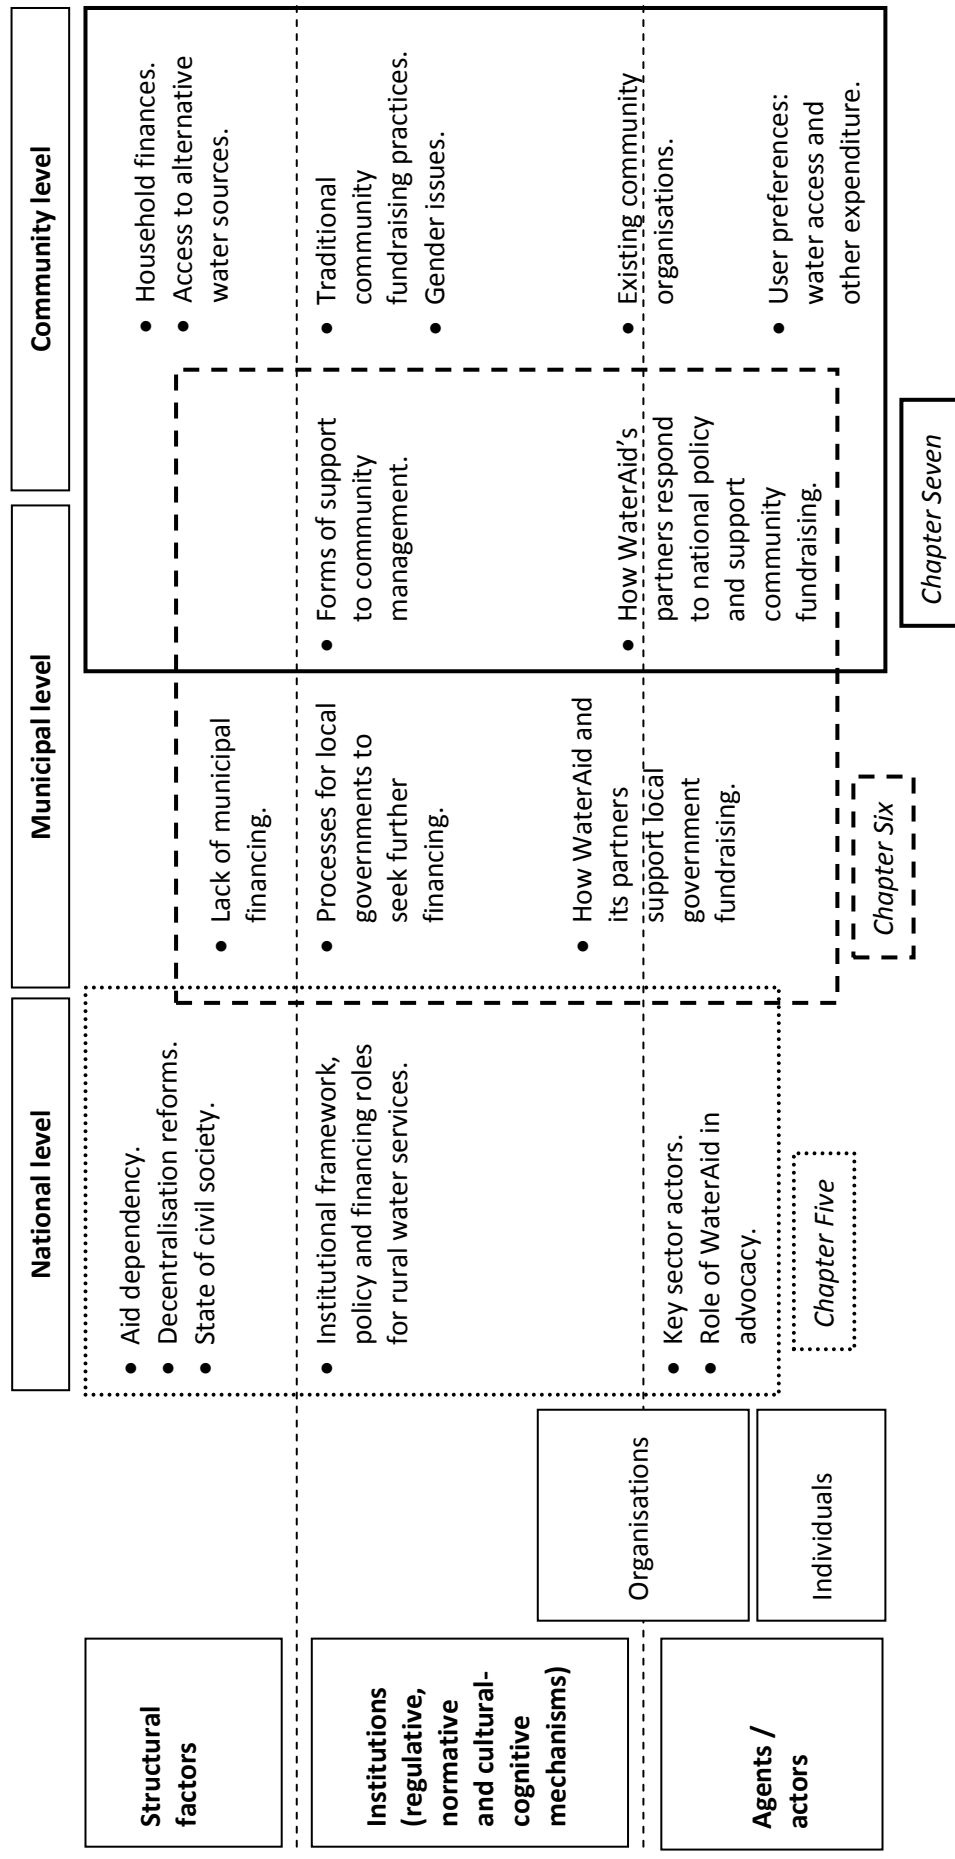 National level
Municipal level
Community level
Structural
factors
• Aid dependency.
• Decentralisation reforms.
• State of civil society.
• Lack of municipal
financing.
• Household finances.
• Access to alternative
water sources.
Institutions
(regulative,
normative
and cultural-
cognitive
mechanisms)
• Institutional framework,
policy and financing roles
for rural water services.
• Processes for local
governments to
seek further
financing.
• Forms of support
to community
management.
• Traditional
community
fundraising practices.
• Gender issues.
Agents /
actors
Organisations
Individuals
• Key sector actors.
• Role of WaterAid in
advocacy.
• How WaterAid and
its partners
support local
government
fundraising.
• How WaterAid's
partners respond
to national policy
and support
community
fundraising.
• Existing community
organisations.
• User preferences:
water access and
other expenditure.
Chapter Five
Chapter Six
Chapter Seven